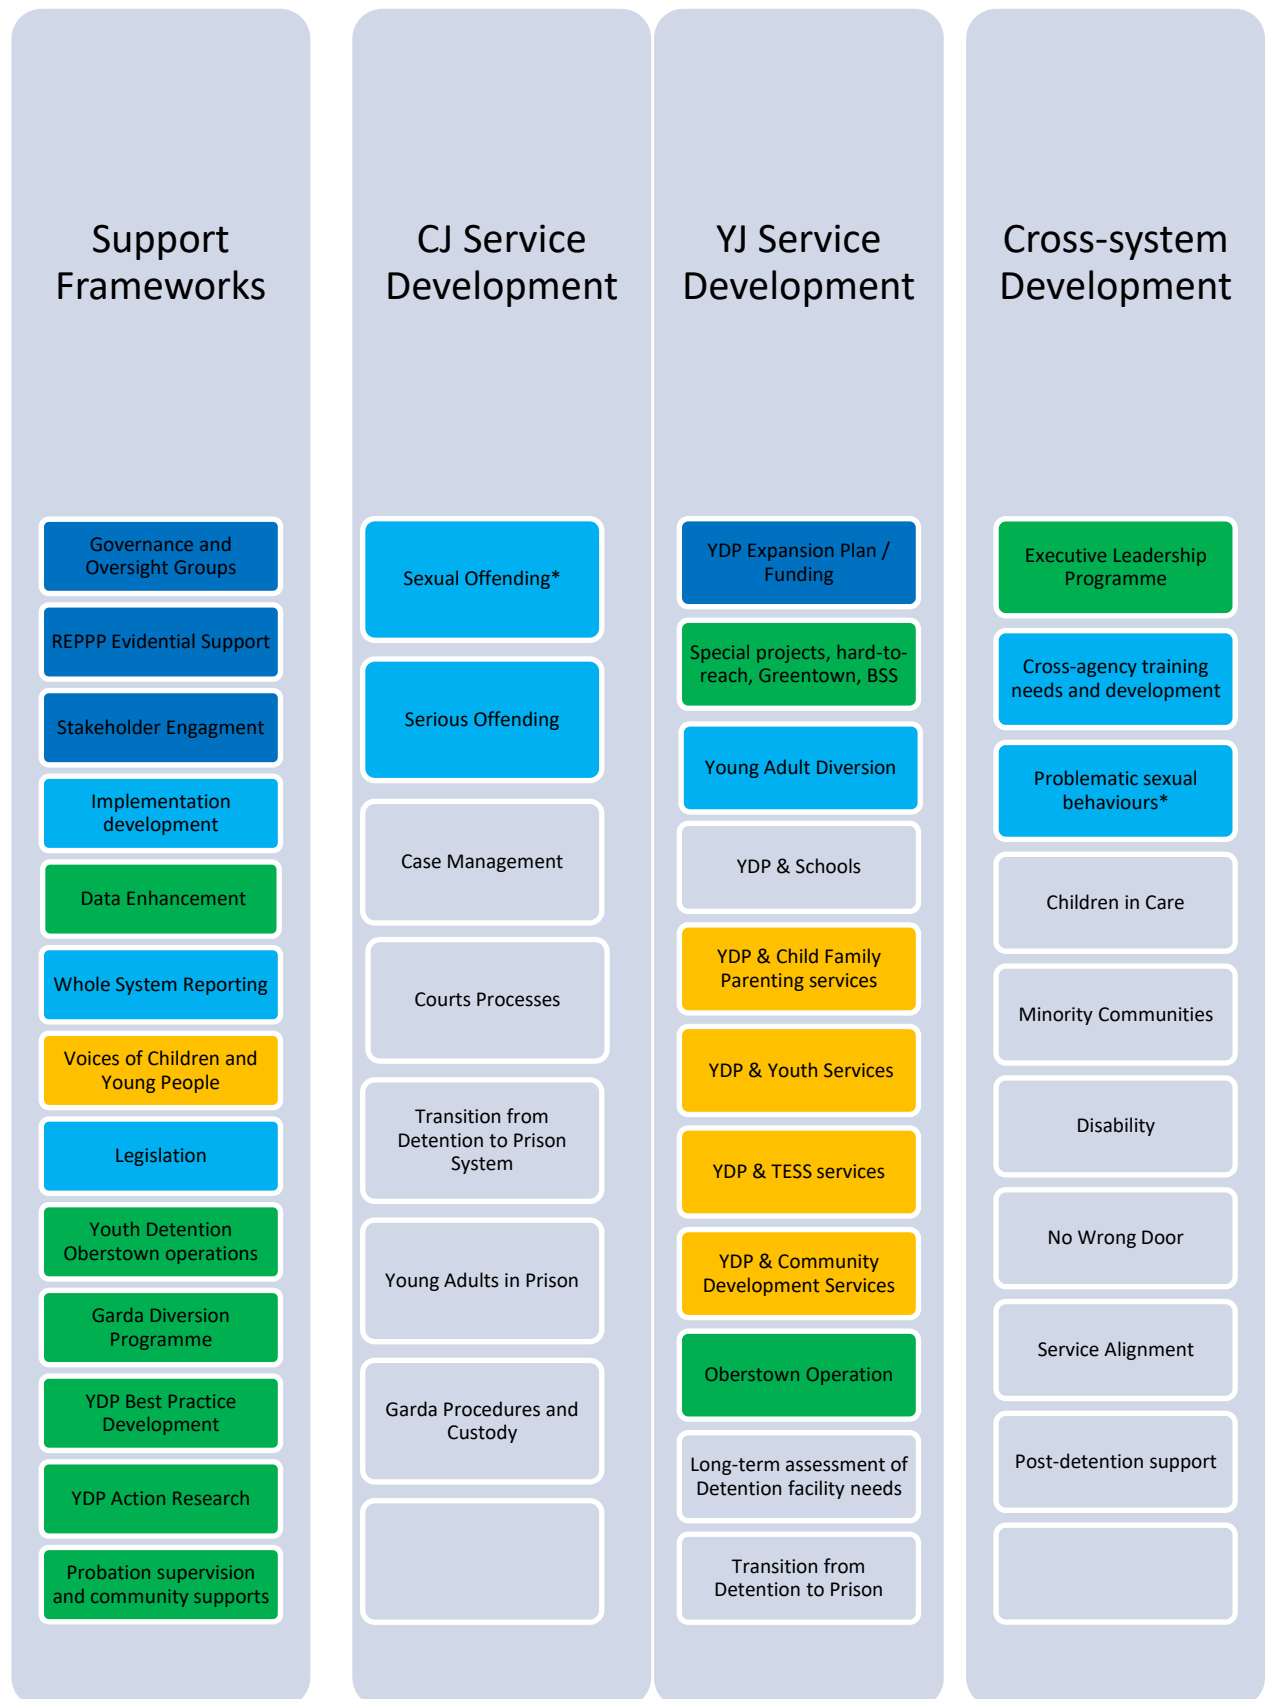 Support
Frameworks
Governance and
Oversight Groups
REPPP Evidential Support
Stakeholder Engagment
Implementation
development
Data Enhancement
Whole System Reporting
Voices of Children and
Young People
Legislation
Youth Detention
Oberstown operations
Garda Diversion
Programme
YDP Best Practice
Development
YDP Action Research
Probation supervision
and community supports
CJ Service
Development
Sexual Offending*
Serious Offending
Case Management
Courts Processes
Transition from
Detention to Prison
System
Young Adults in Prison
Garda Procedures and
Custody
YJ Service
Development
YDP Expansion Plan /
Funding
Special projects, hard-to-
reach, Greentown, BSS
Young Adult Diversion
YDP & Schools
YDP & Child Family
Parenting services
YDP & Youth Services
YDP & TESS services
YDP & Community
Development Services
Oberstown Operation
Long-term assessment of
Detention facility needs
Transition from
Detention to Prison
Cross-system
Development
Executive Leadership
Programme
Cross-agency training
needs and development
Problematic sexual
behaviours*
Children in Care
Minority Communities
Disability
No Wrong Door
Service Alignment
Post-detention support